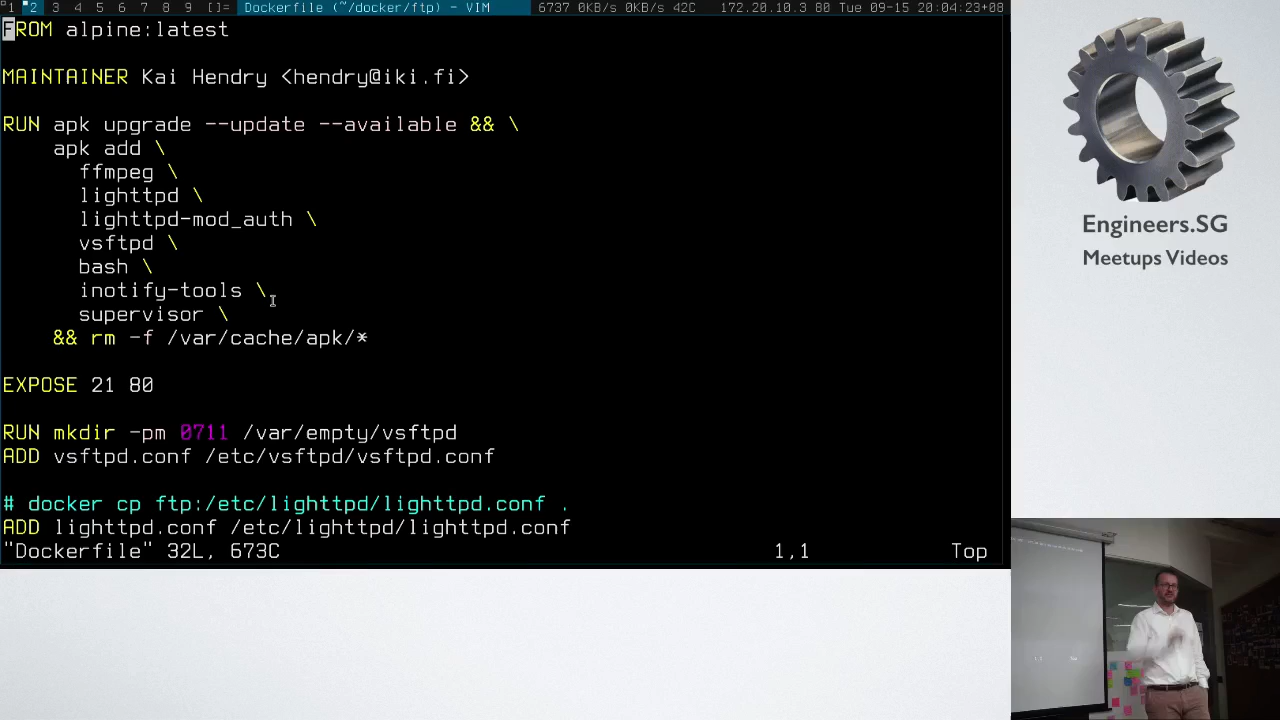 1 2 3 4 5 6 7 8 9 []= Dockerfile (~/docker/ftp) - VIM 6737 0KB/s 0KB/s 42C 172.20.10.3 80 Tue 09-15 20:04:23+08
FROM alpine:latest
MAINTAINER Kai Hendry <hendry@iki.fi>
RUN apk upgrade --update --available && \
apk add \
ffmpeg \
lighttpd \
lighttpd-mod_auth \
vsftpd \
bash \
inotify-tools \
supervisor \
&& rm -f /var/cache/apk/*
EXPOSE 21 80
RUN mkdir -pm 0711 /var/empty/vsftpd
ADD vsftpd.conf /etc/vsftpd/vsftpd.conf
# docker cp ftp:/etc/lighttpd/lighttpd.conf .
ADD lighttpd.conf /etc/lighttpd/lighttpd.conf
"Dockerfile" 32L, 673C 1,1 Top
Engineers.SG
Meetups Videos